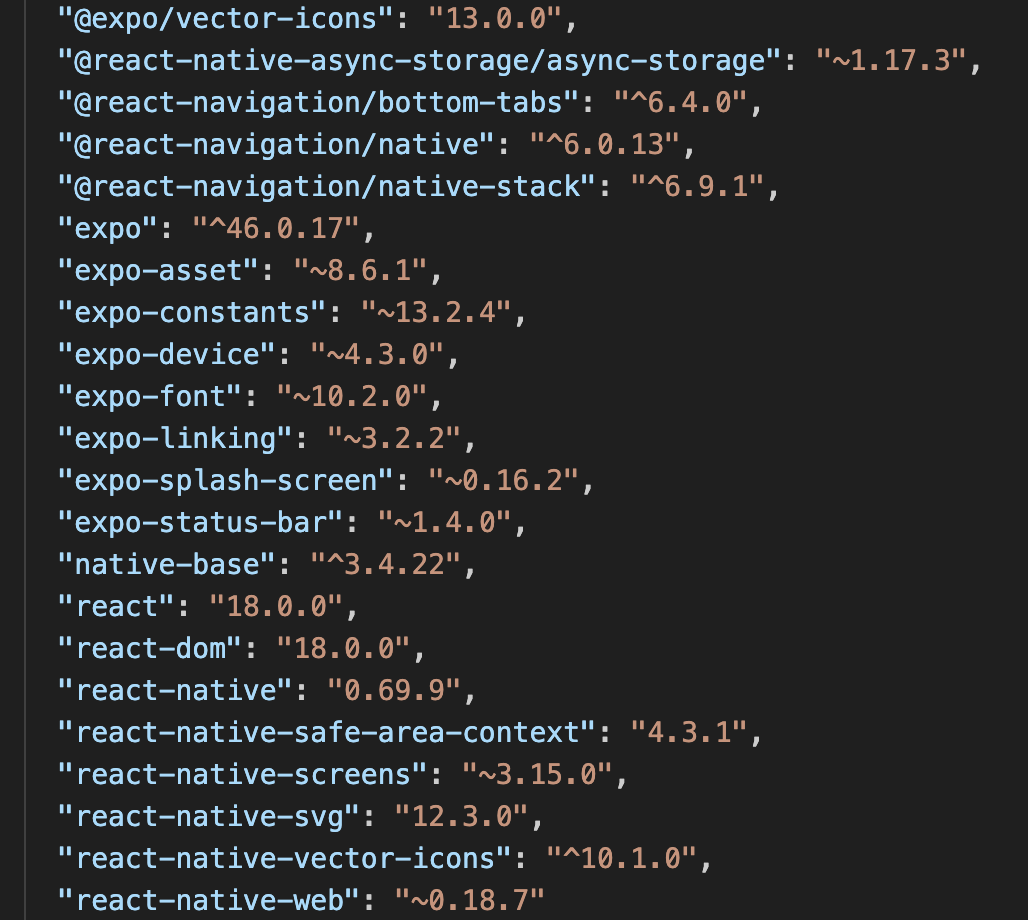 "@expo/vector-icons": "13.0.0",
"@react-native-async-storage/async-storage": "~1.17.3",
"@react-navigation/bottom-tabs": "^6.4.0",
"@react-navigation/native": "^6.0.13",
"@react-navigation/native-stack": "^6.9.1",
"expo": "^46.0.17",
"expo-asset": "~8.6.1",
"expo-constants": "~13.2.4",
"expo-device": "~4.3.0",
"expo-font": "~10.2.0",
"expo-linking": "~3.2.2",
"expo-splash-screen": "~0.16.2",
"expo-status-bar": "~1.4.0",
"native-base": "^3.4.22",
"react": "18.0.0",
"react-dom": "18.0.0",
"react-native": "0.69.9",
"react-native-safe-area-context": "4.3.1",
"react-native-screens": "~3.15.0",
"react-native-svg": "12.3.0",
"react-native-vector-icons": "^10.1.0",
"react-native-web": "~0.18.7"